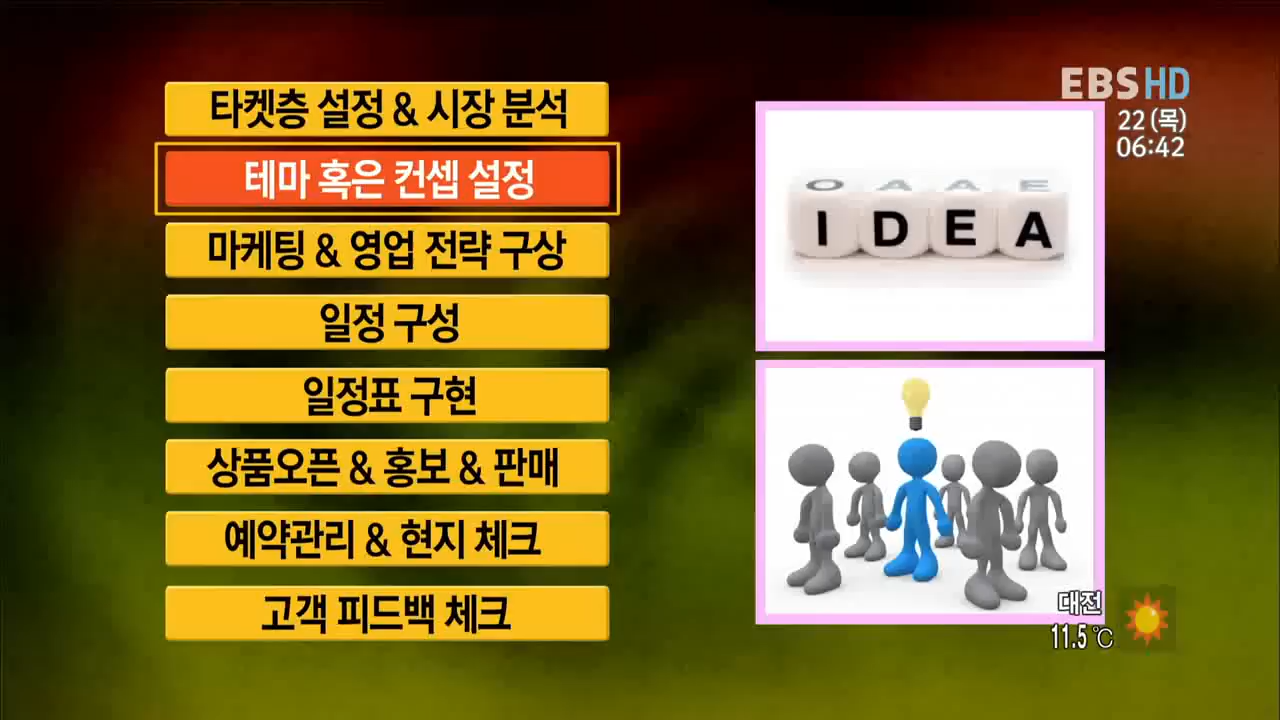 타켓층 설정 & 시장 분석
테마 혹은 컨셉 설정
마케팅 & 영업 전략 구상
일정 구성
일정표 구현
상품오픈 & 홍보 & 판매
예약관리 & 현지 체크
고객 피드백 체크
EBS HD
22 (목)
06:42
O A A E
I D E A
대전
11.5 ℃